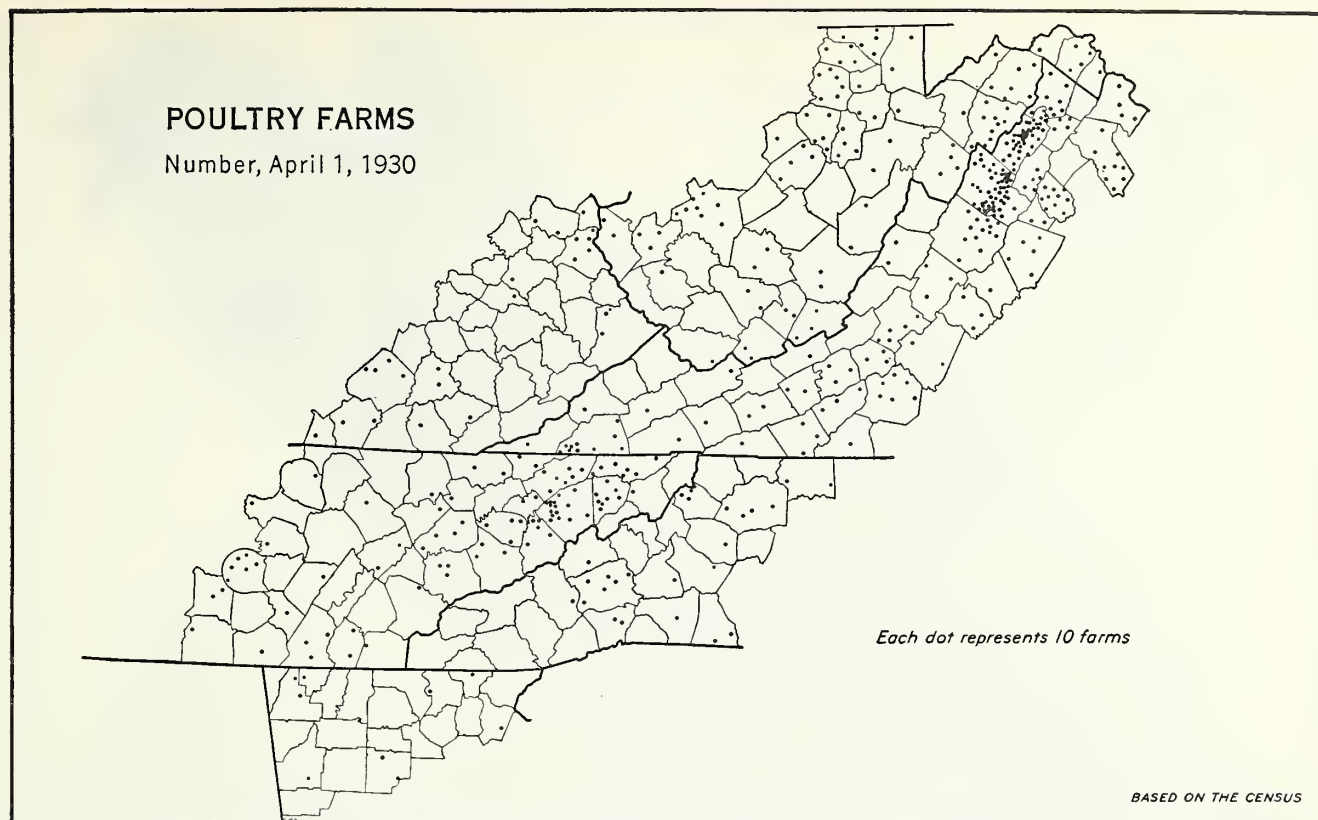 POULTRY FARMS
Number, April 1, 1930
Each dot represents 10 farms
BASED ON THE CENSUS